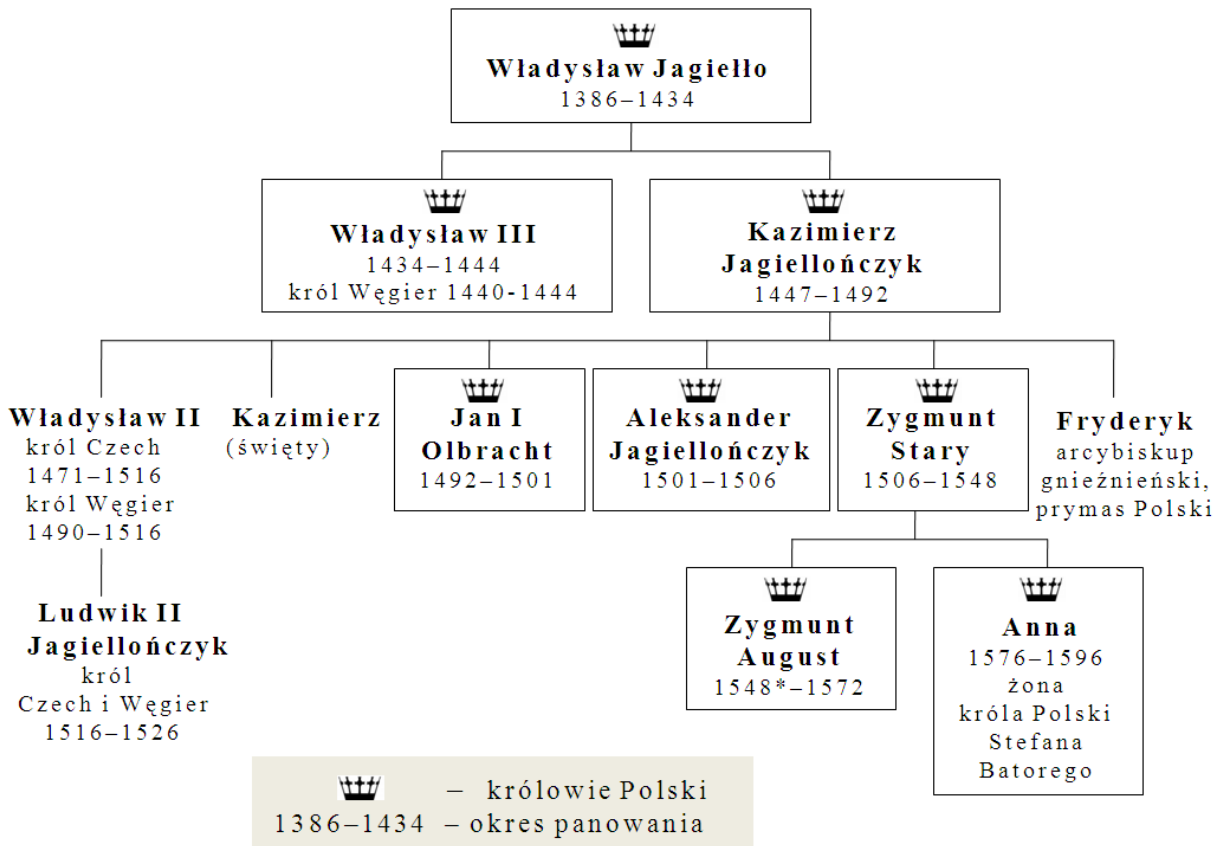 Władysław Jagiełło
1386–1434
Władysław III
1434–1444
król Węgier 1440-1444
Kazimierz
Jagiellończyk
1447–1492
Władysław II
król Czech
1471–1516
król Węgier
1490–1516
Kazimierz
(święty)
Jan I
Olbracht
1492–1501
Aleksander
Jagiellończyk
1501–1506
Zygmunt
Stary
1506–1548
Fryderyk
arcybiskup
gnieźnieński,
prymas Polski
Ludwik II
Jagiellończyk
król
Czech i Węgier
1516–1526
Zygmunt
August
1548*–1572
Anna
1576–1596
żona
króla Polski
Stefana
Batorego
– królowie Polski
1386–1434 – okres panowania